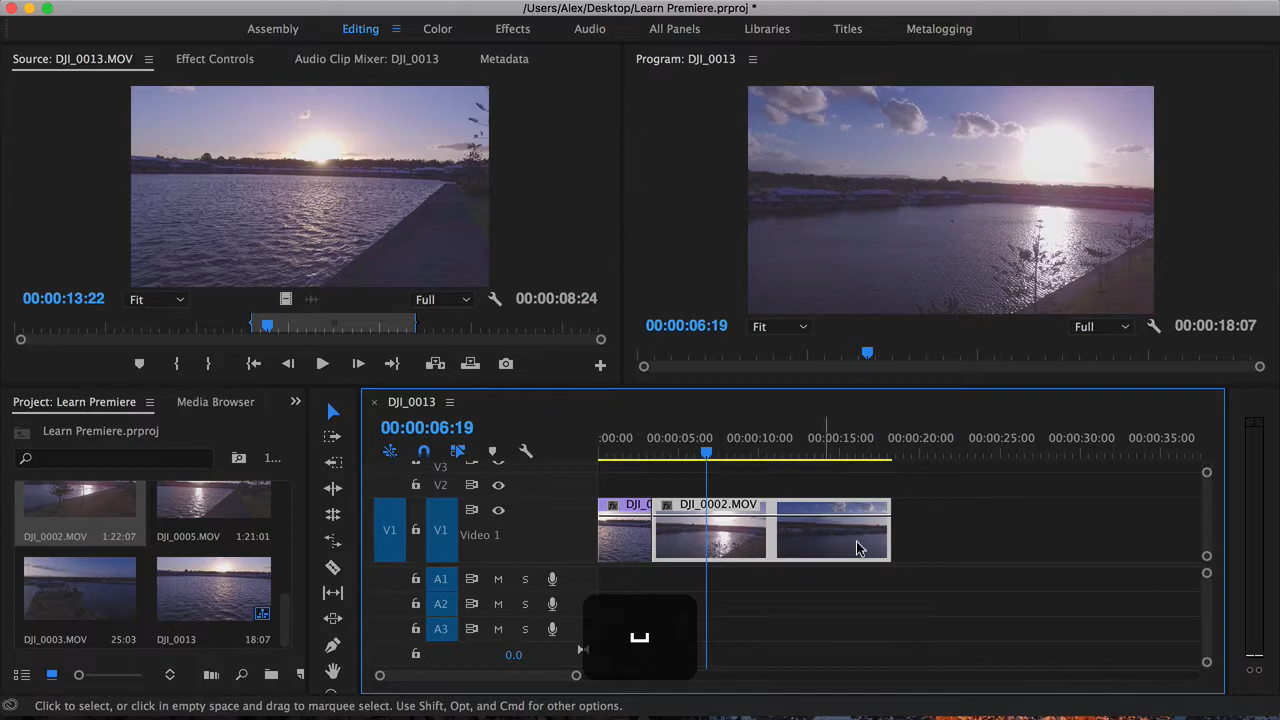 /Users/Alex/Desktop/Learn Premiere.prproj *
Assembly Editing Color Effects Audio All Panels Libraries Titles Metalogging
Source: DJI_0013.MOV Effect Controls Audio Clip Mixer: DJI_0013 Metadata
Program: DJI_0013
00:00:13:22 Fit Full 00:00:08:24
00:00:06:19 Fit Full 00:00:18:07
Project: Learn Premiere Media Browser
Learn Premiere.prproj
1...
DJI_0002.MOV 1:22:07 DJI_0005.MOV 1:21:01
DJI_0003.MOV 25:03 DJI_0013 18:07
DJI_0013
00:00:06:19
:00:00 00:00:05:00 00:00:10:00 00:00:15:00 00:00:20:00 00:00:25:00 00:00:30:00 00:00:35:00
V3
V2
DJI_0 DJI_0002.MOV
V1 V1 Video 1
A1 M S
A2 M S
A3 M S
0.0
Click to select, or click in empty space and drag to marquee select. Use Shift, Opt, and Cmd for other options.